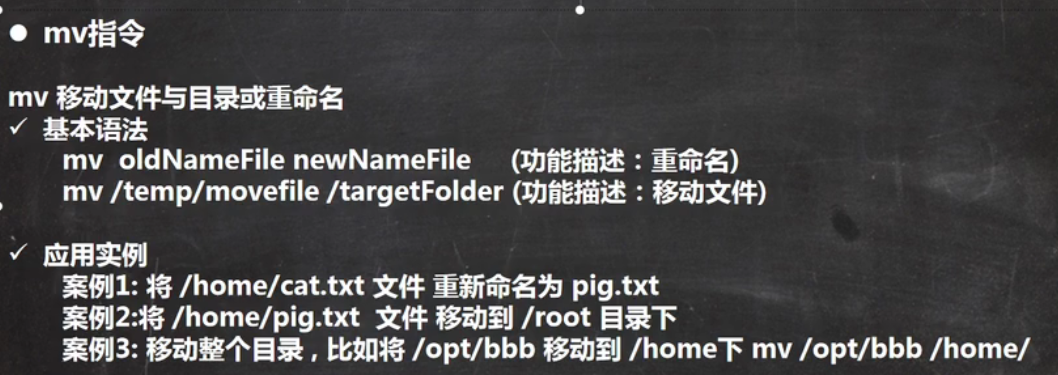 ● mv指令
mv 移动文件与目录或重命名
✓ 基本语法
mv oldNameFile newNameFile (功能描述：重命名)
mv /temp/movefile /targetFolder (功能描述：移动文件)
✓ 应用实例
案例1: 将 /home/cat.txt 文件 重新命名为 pig.txt
案例2:将 /home/pig.txt 文件 移动到 /root 目录下
案例3: 移动整个目录 , 比如将 /opt/bbb 移动到 /home下 mv /opt/bbb /home/